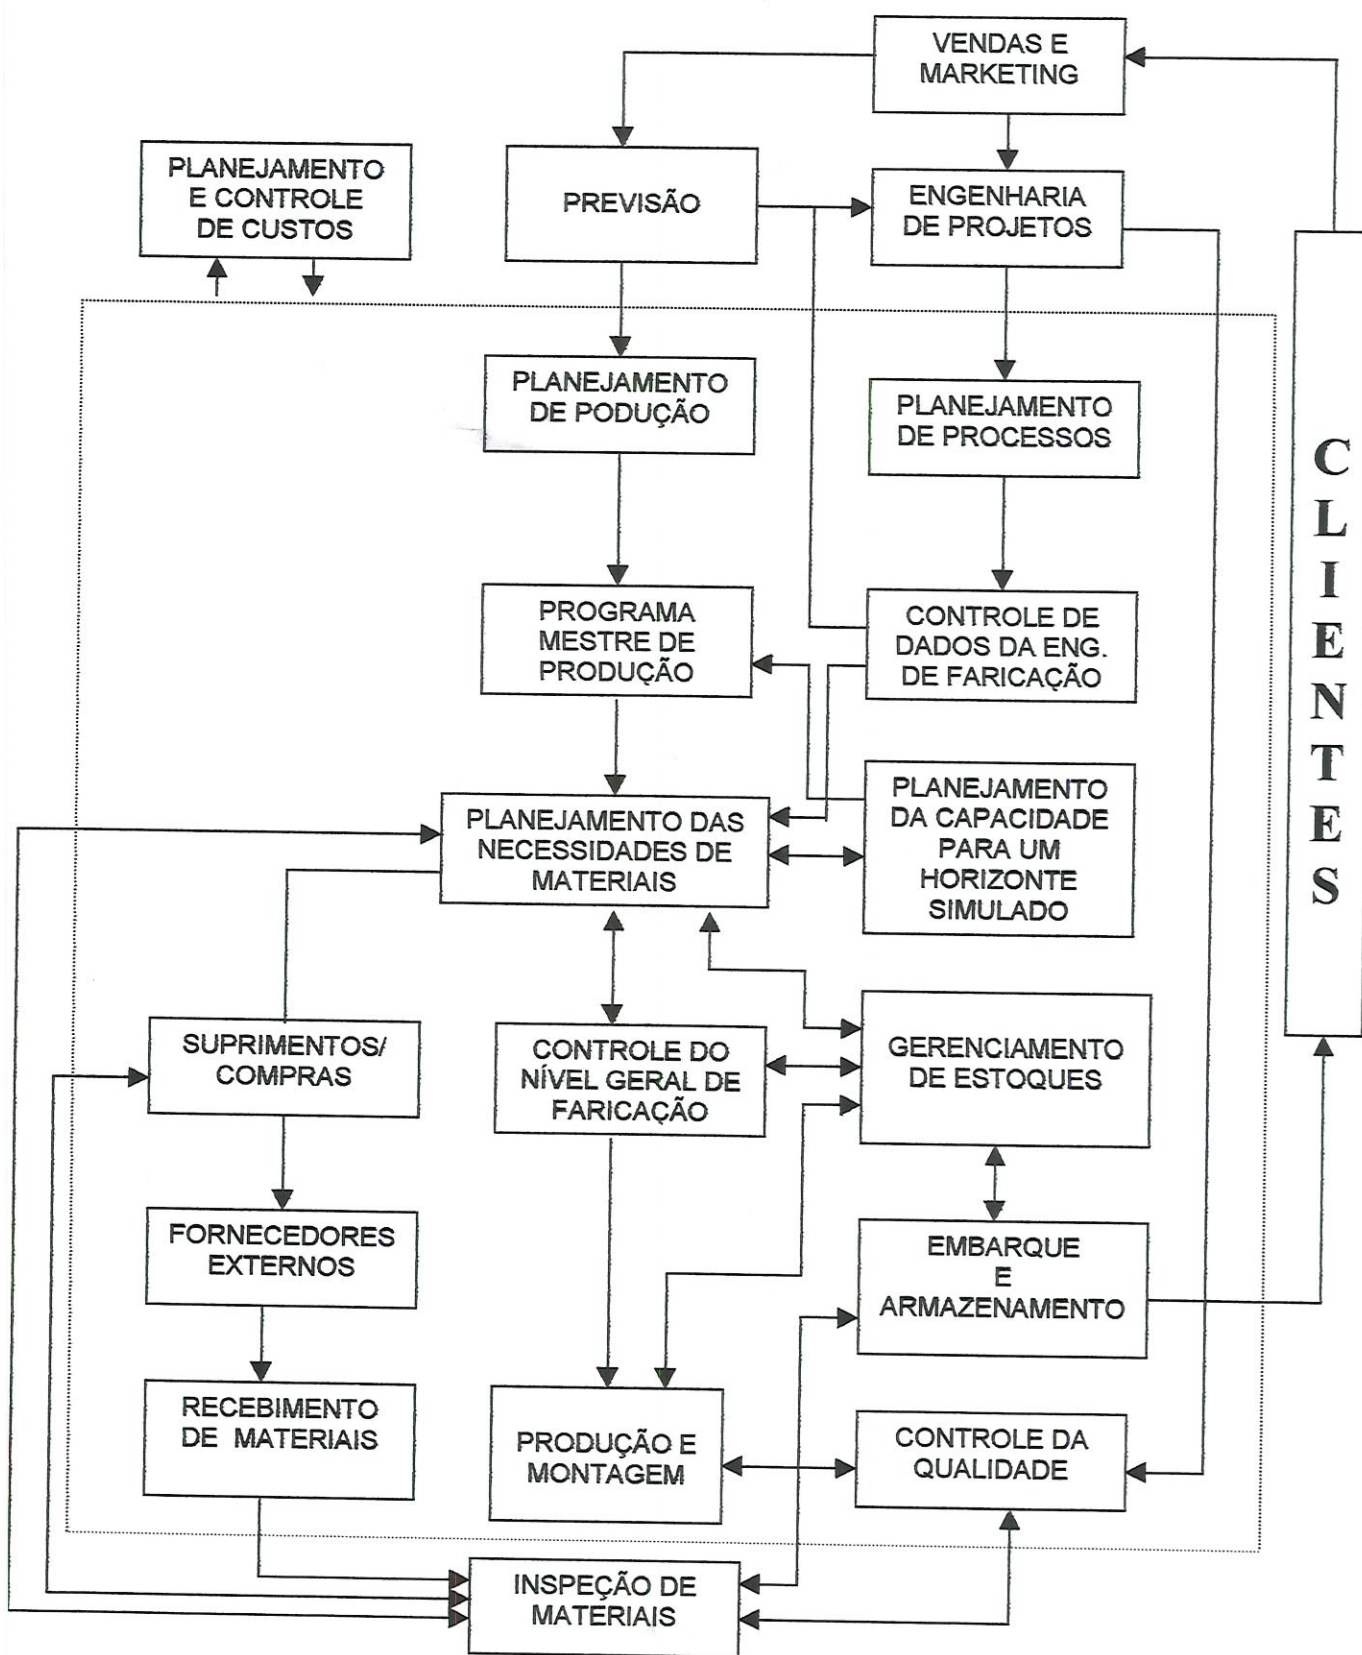 VENDAS E
MARKETING
PLANEJAMENTO
E CONTROLE
DE CUSTOS
PREVISÃO
ENGENHARIA
DE PROJETOS
PLANEJAMENTO
DE PODUÇÃO
PLANEJAMENTO
DE PROCESSOS
CLIENTES
PROGRAMA
MESTRE DE
PRODUÇÃO
CONTROLE DE
DADOS DA ENG.
DE FARICAÇÃO
PLANEJAMENTO DAS
NECESSIDADES DE
MATERIAIS
PLANEJAMENTO
DA CAPACIDADE
PARA UM
HORIZONTE
SIMULADO
SUPRIMENTOS/
COMPRAS
CONTROLE DO
NÍVEL GERAL DE
FARICAÇÃO
GERENCIAMENTO
DE ESTOQUES
FORNECEDORES
EXTERNOS
EMBARQUE
E
ARMAZENAMENTO
RECEBIMENTO
DE MATERIAIS
PRODUÇÃO E
MONTAGEM
CONTROLE DA
QUALIDADE
INSPEÇÃO DE
MATERIAIS